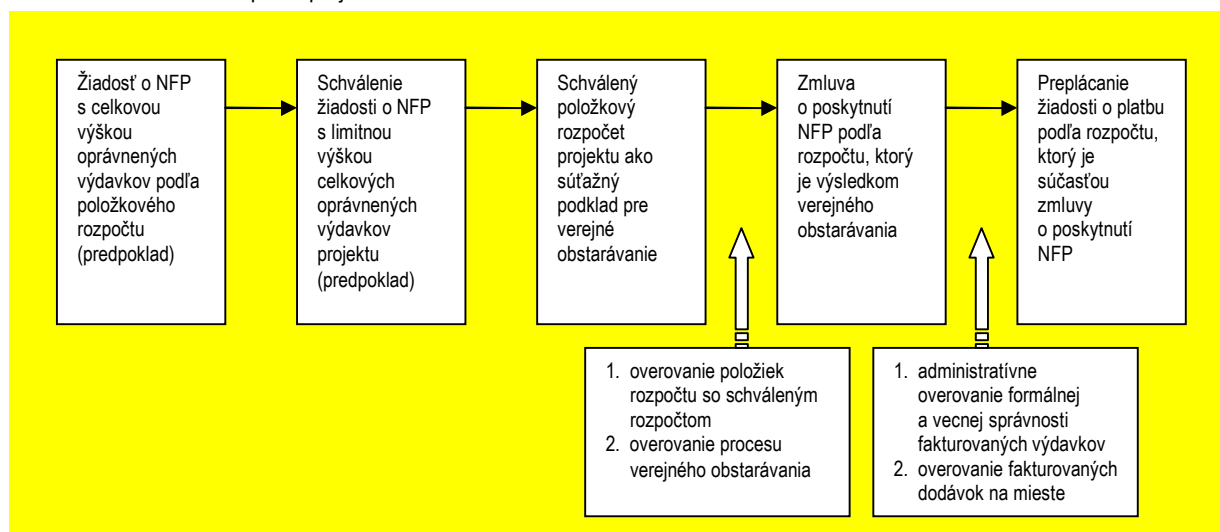 Žiadosť o NFP
s celkovou
výškou
oprávnených
výdavkov podľa
položkového
rozpočtu
(predpoklad)
Schválenie
žiadosti o NFP
s limitnou
výškou
celkových
oprávnených
výdavkov
projektu
(predpoklad)
Schválený
položkový
rozpočet
projektu ako
súťažný
podklad pre
verejné
obstarávanie
Zmluva
o poskytnutí
NFP podľa
rozpočtu, ktorý
je výsledkom
verejného
obstarávania
Preplácanie
žiadosti o platbu
podľa rozpočtu,
ktorý je
súčasťou
zmluvy
o poskytnutí
NFP
1. overovanie položiek
rozpočtu so schváleným
rozpočtom
2. overovanie procesu
verejného obstarávania
1. administratívne
overovanie formálnej
a vecnej správnosti
fakturovaných výdavkov
2. overovanie fakturovaných
dodávok na mieste